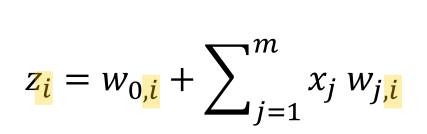 z_i = w_{0,i} + \sum_{j=1}^{m} x_j w_{j,i}